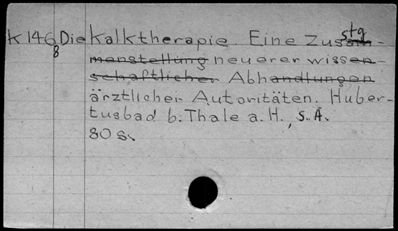 K 146 Die Kalktherapie. Eine Zusstg
8
menstellung neuerer wissen-
schaftlicher Abhandlungen
ärztlicher Autoritäten. Huber-
tusbad b. Thale a. H., s. A.
80 S.